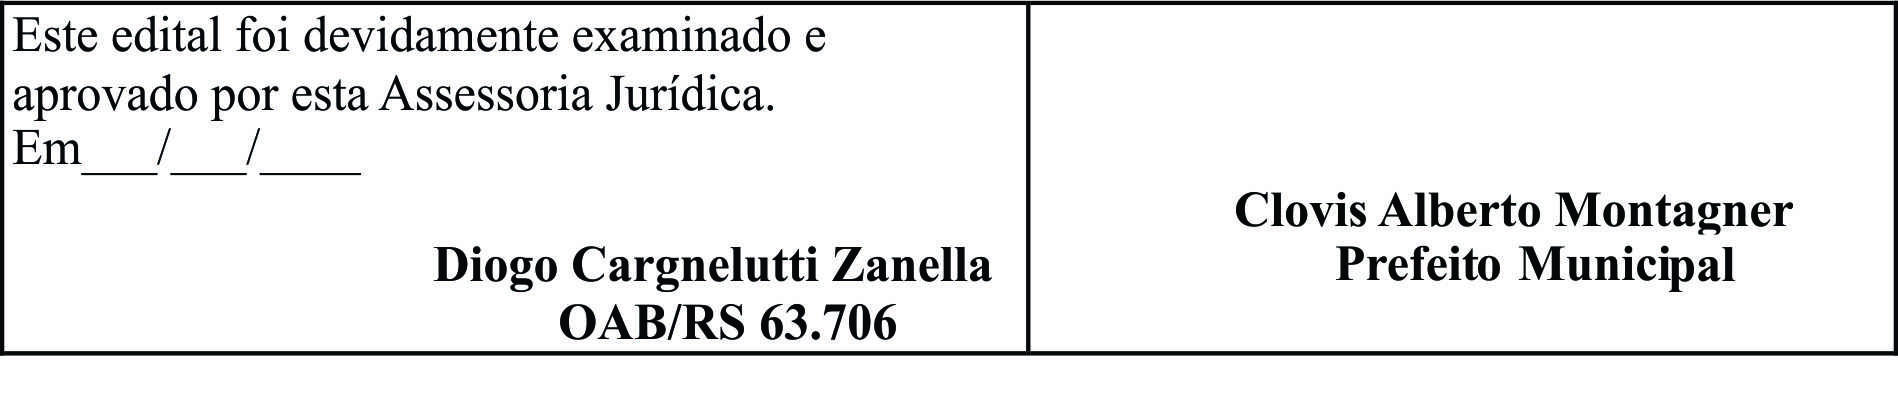 Este edital foi devidamente examinado e
aprovado por esta Assessoria Jurídica.
Em___/___/____
Diogo Cargnelutti Zanella
OAB/RS 63.706
Clovis Alberto Montagner
Prefeito Municipal